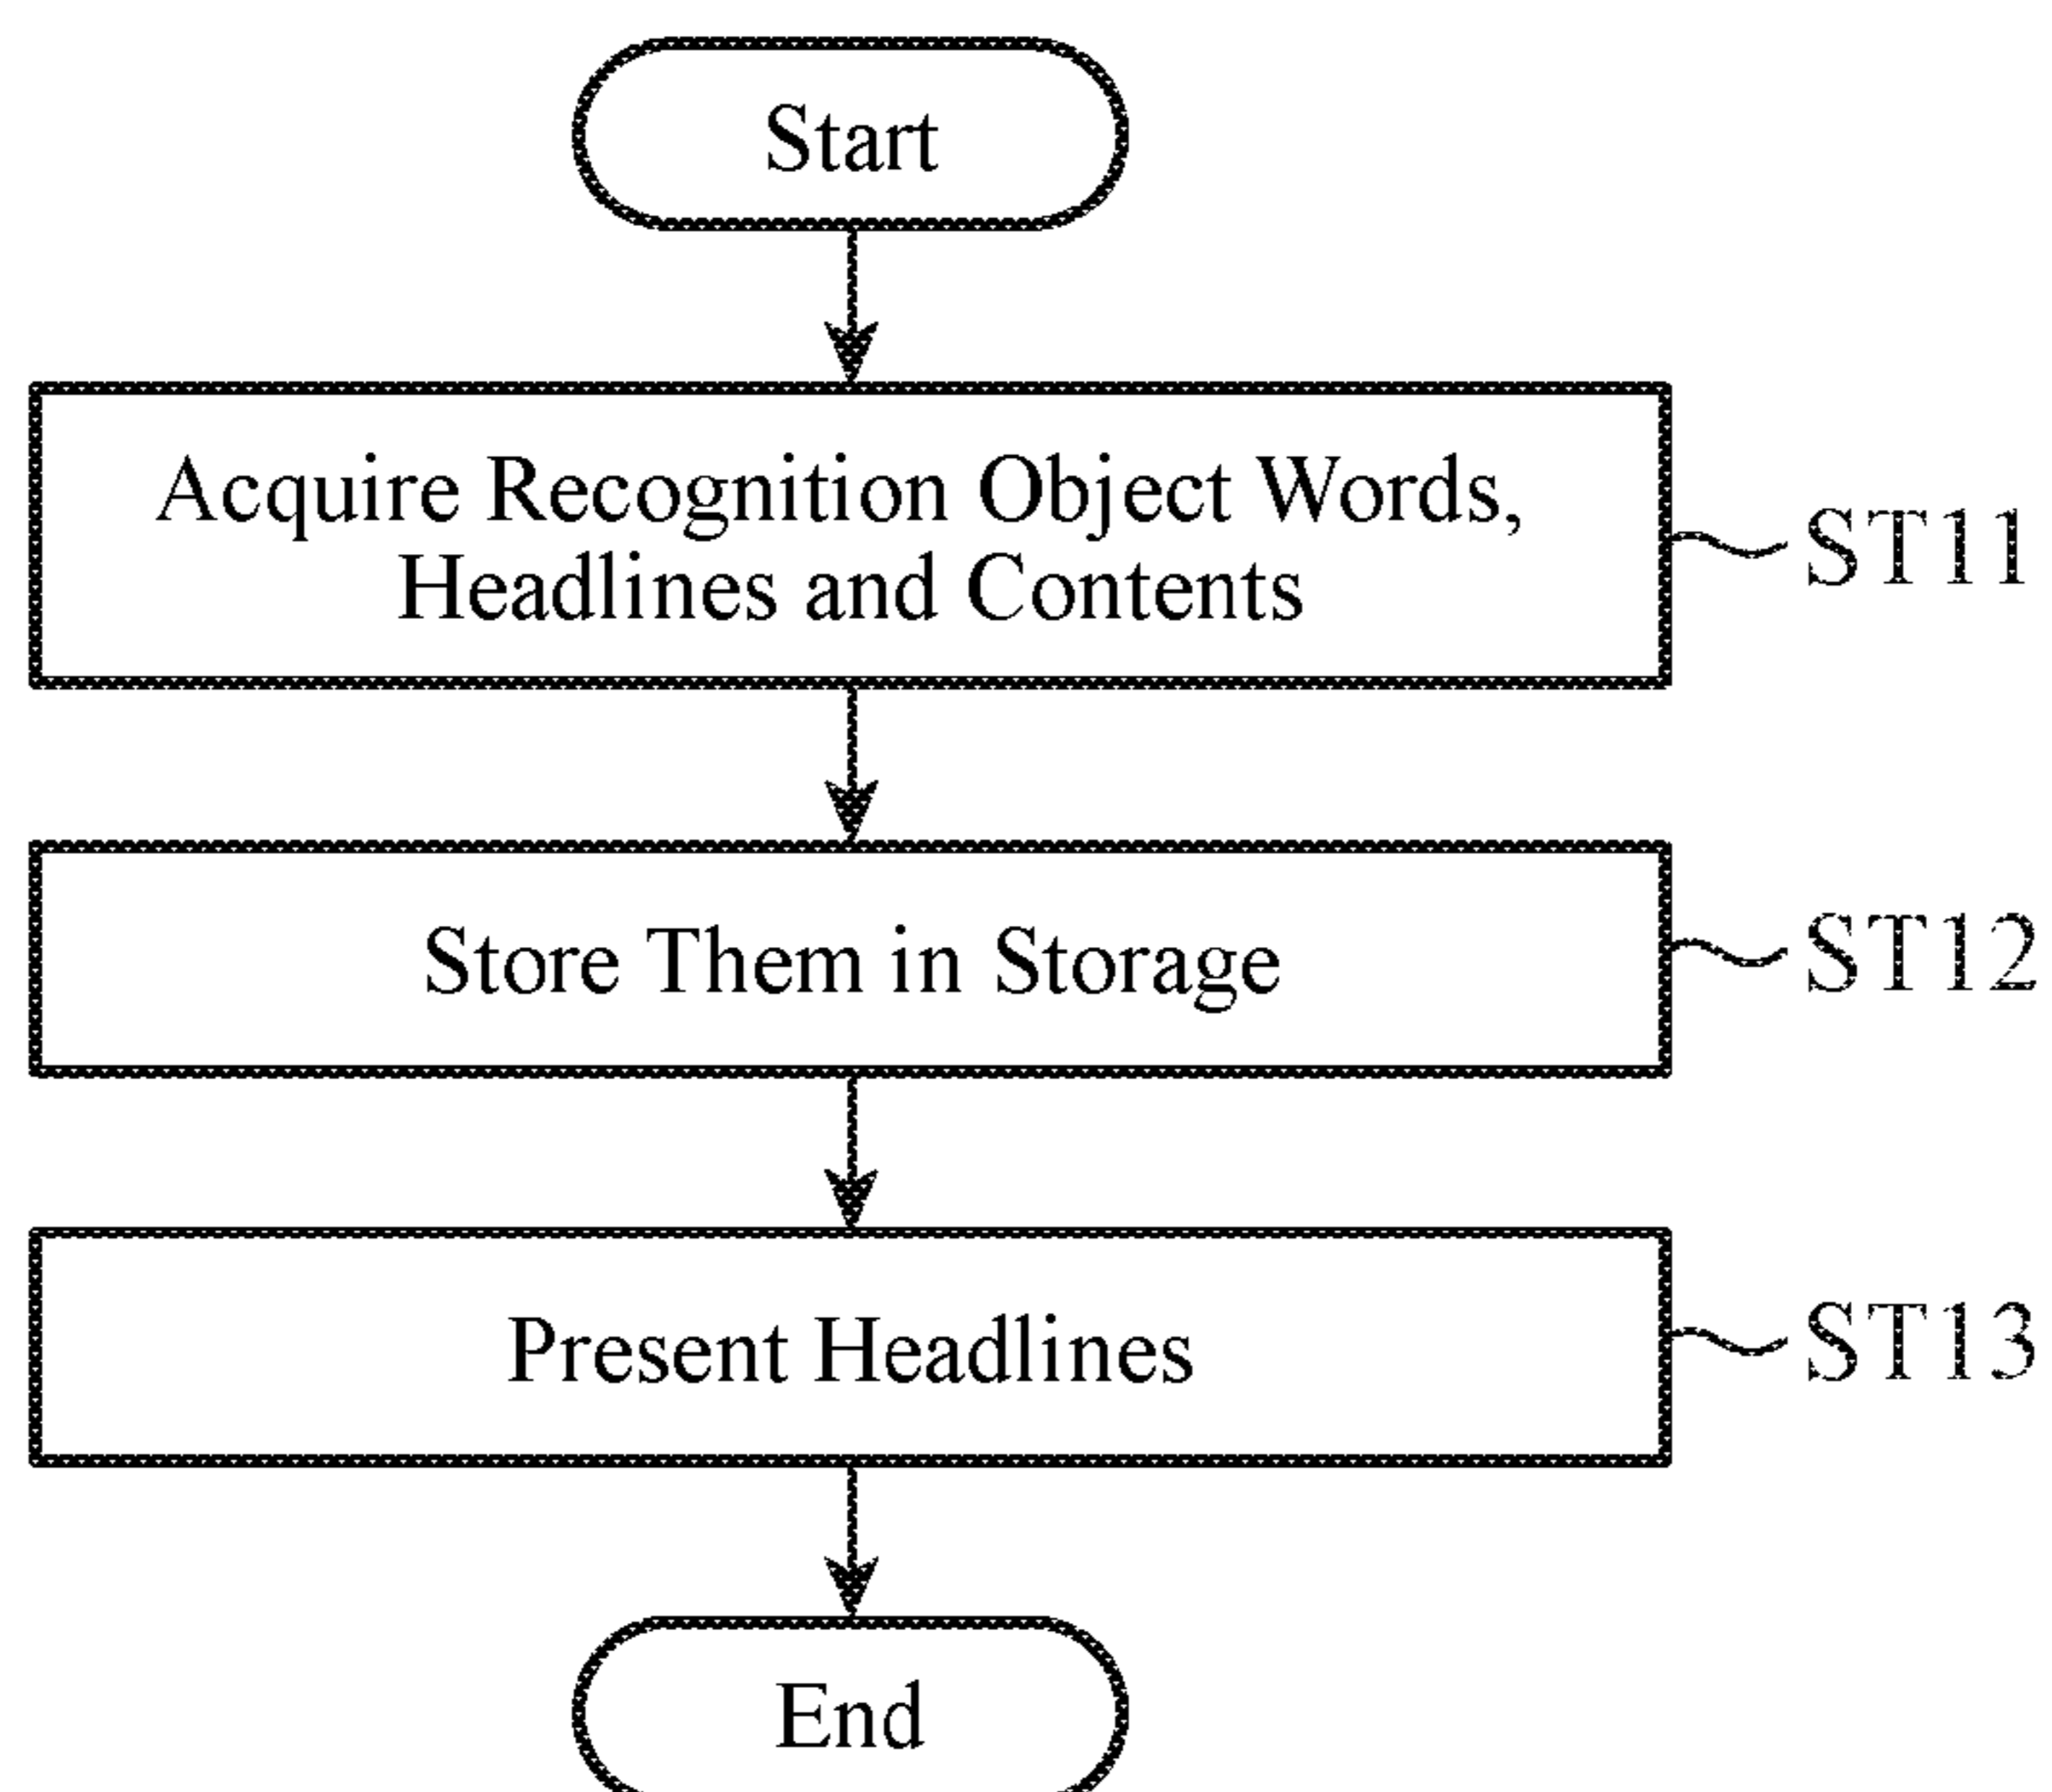 Start
Acquire Recognition Object Words,
Headlines and Contents
ST11
Store Them in Storage
ST12
Present Headlines
ST13
End